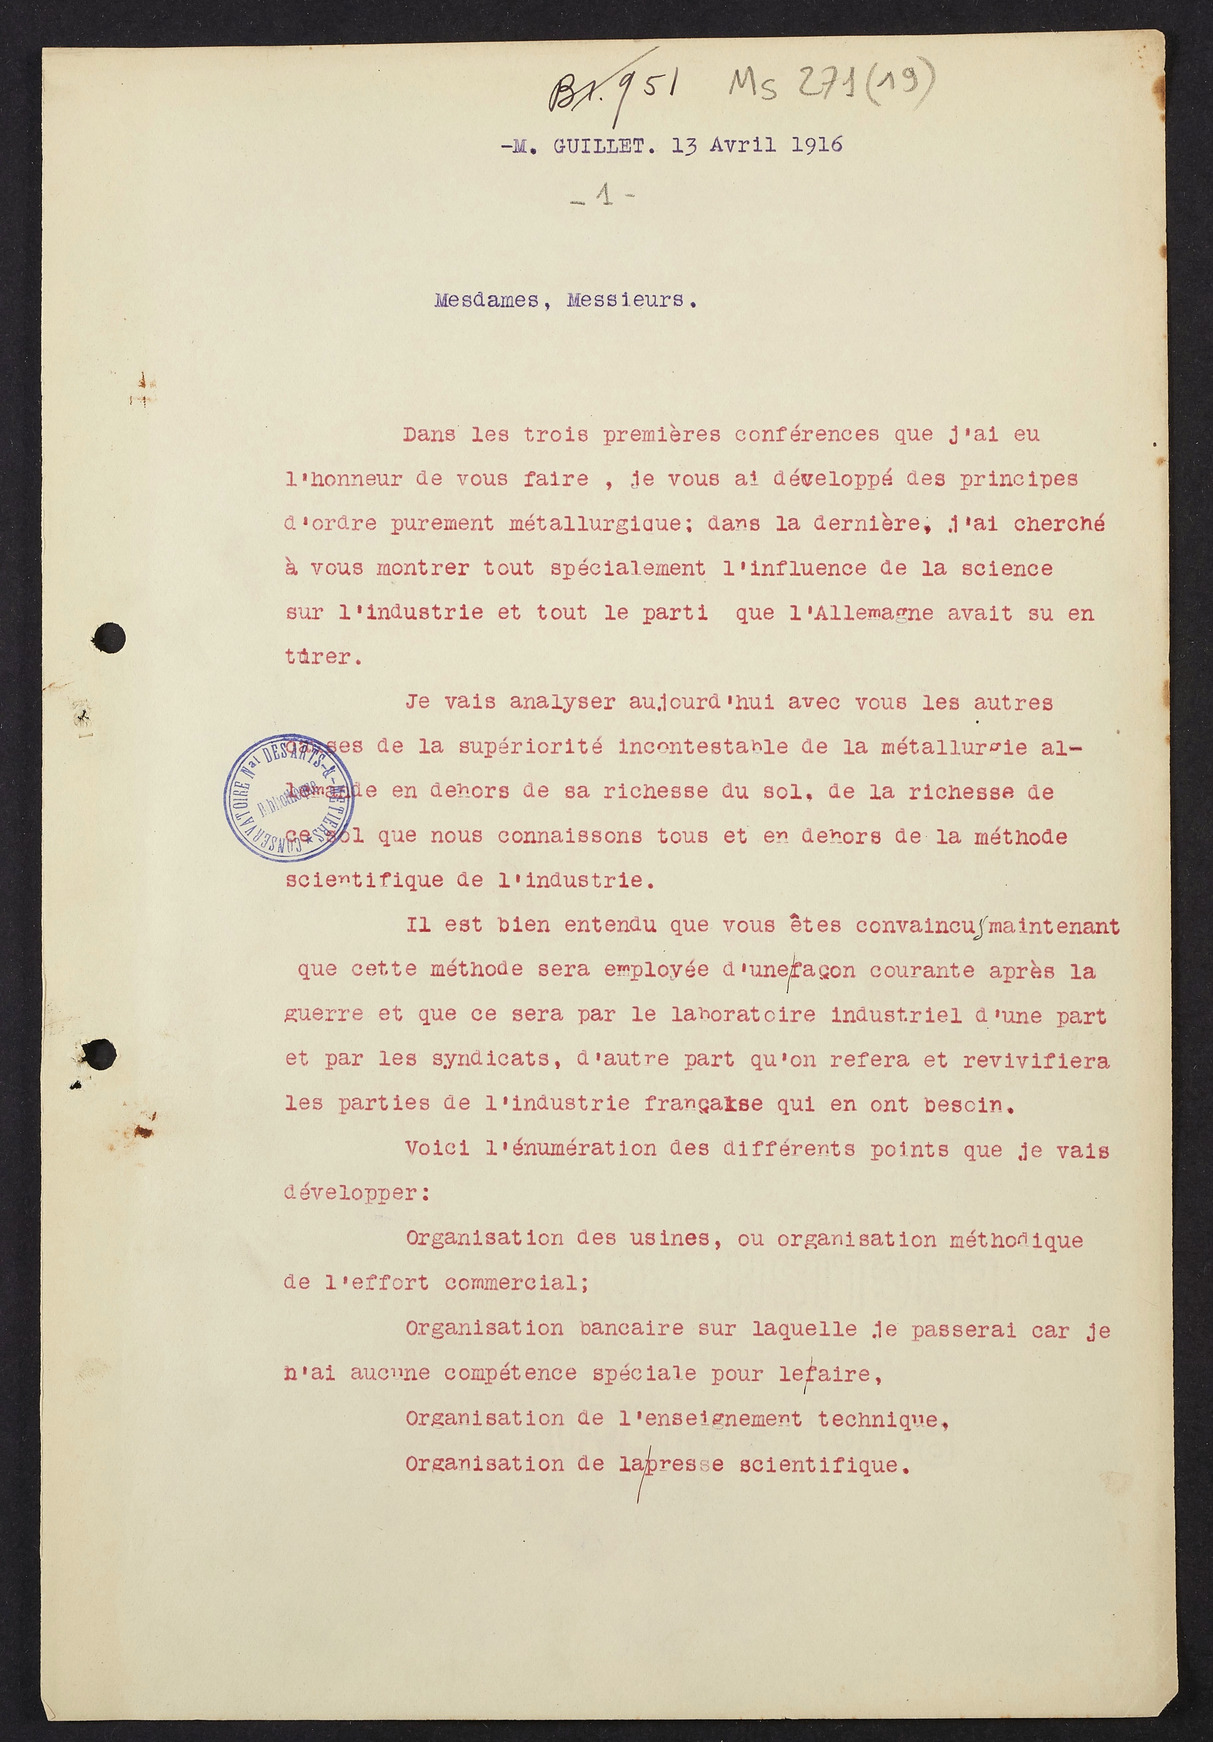 Bx. 951 Ms 271(19)
-M. GUILLET. 13 Avril 1916
- 1 -
Mesdames, Messieurs.
Dans les trois premières conférences que j'ai eu
l'honneur de vous faire , je vous ai développé des principes
d'ordre purement métallurgique; dans la dernière, j'ai cherché
à vous montrer tout spécialement l'influence de la science
sur l'industrie et tout le parti que l'Allemagne avait su en
tirer.
Je vais analyser aujourd'hui avec vous les autres
causes de la supériorité incontestable de la métallurgie al-
lemande en dehors de sa richesse du sol, de la richesse de
ce sol que nous connaissons tous et en dehors de la méthode
scientifique de l'industrie.
Il est bien entendu que vous êtes convaincus maintenant
que cette méthode sera employée d'une façon courante après la
guerre et que ce sera par le laboratoire industriel d'une part
et par les syndicats, d'autre part qu'on refera et revivifiera
les parties de l'industrie française qui en ont besoin.
Voici l'énumération des différents points que je vais
développer:
Organisation des usines, ou organisation méthodique
de l'effort commercial;
Organisation bancaire sur laquelle je passerai car je
n'ai aucune compétence spéciale pour le faire,
Organisation de l'enseignement technique,
Organisation de la presse scientifique.
CONSERVATOIRE Nal DES ARTS-&-METIERS
Bibliothèque